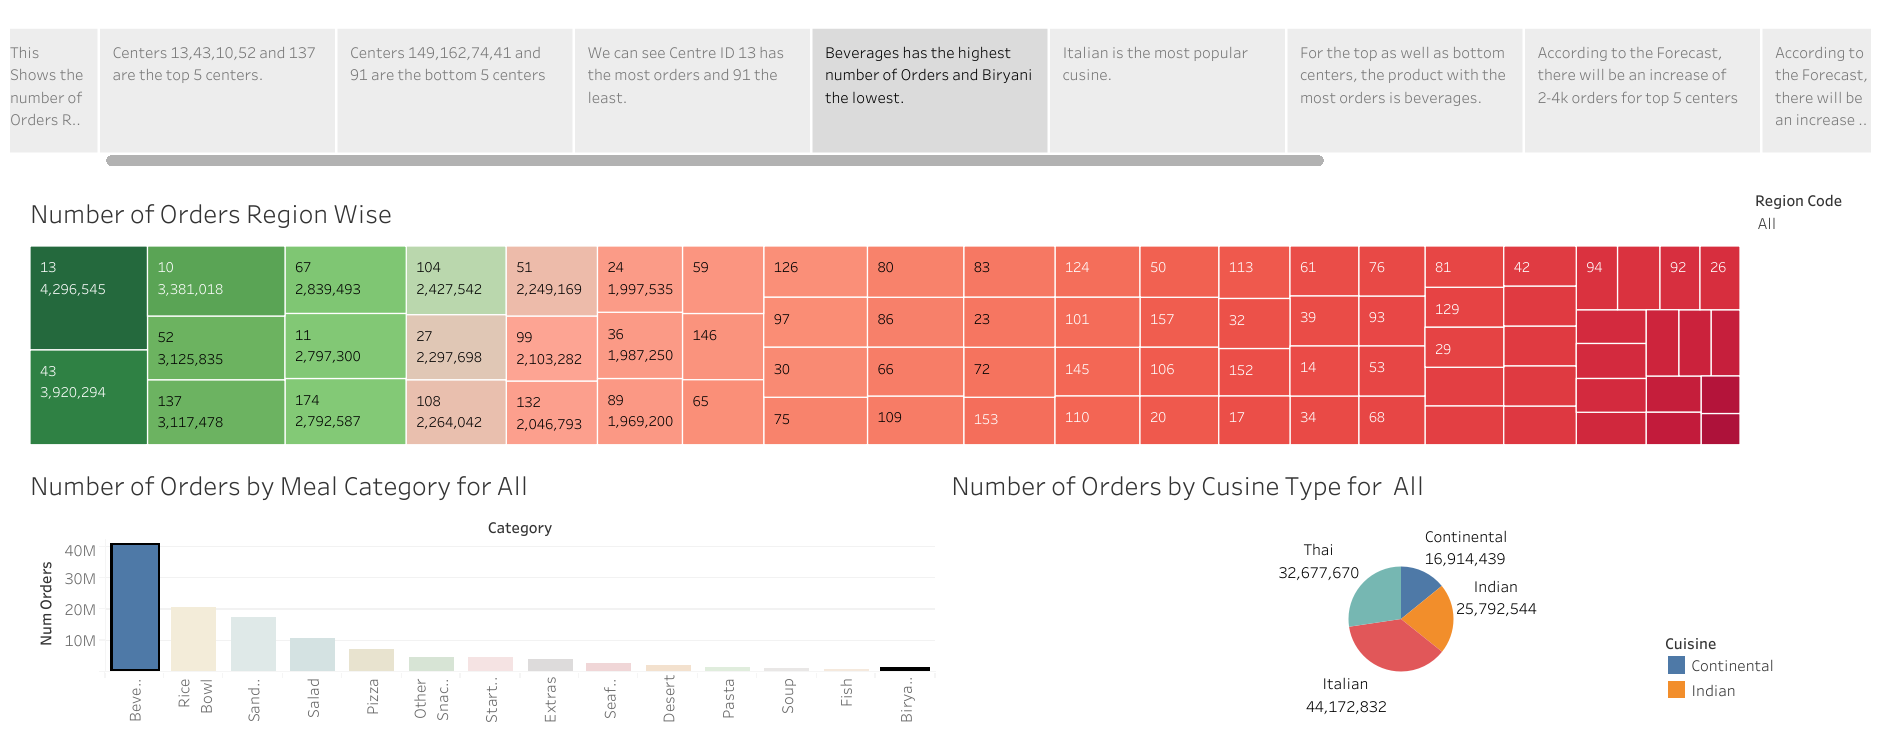 This
Shows the
number of
Orders R..
Centers 13,43,10,52 and 137
are the top 5 centers.
Centers 149,162,74,41 and
91 are the bottom 5 centers
We can see Centre ID 13 has
the most orders and 91 the
least.
Beverages has the highest
number of Orders and Biryani
the lowest.
Italian is the most popular
cusine.
For the top as well as bottom
centers, the product with the
most orders is beverages.
According to the Forecast,
there will be an increase of
2-4k orders for top 5 centers
According to
the Forecast,
there will be
an increase ..
Number of Orders Region Wise
Region Code
All
13
4,296,545
43
3,920,294
10
3,381,018
52
3,125,835
137
3,117,478
67
2,839,493
11
2,797,300
174
2,792,587
104
2,427,542
27
2,297,698
108
2,264,042
51
2,249,169
99
2,103,282
132
2,046,793
24
1,997,535
36
1,987,250
89
1,969,200
59
146
65
126
97
30
75
80
86
66
109
83
23
72
153
124
101
145
110
50
157
106
20
113
32
152
17
61
39
14
34
76
93
53
68
81
129
29
42
94
92
26
Number of Orders by Meal Category for All
Category
Num Orders
40M
30M
20M
10M
Beve..
Rice
Bowl
Sand..
Salad
Pizza
Other
Snac..
Start..
Extras
Seaf..
Desert
Pasta
Soup
Fish
Birya..
Number of Orders by Cusine Type for  All
Continental
16,914,439
Thai
32,677,670
Indian
25,792,544
Italian
44,172,832
Cuisine
Continental
Indian